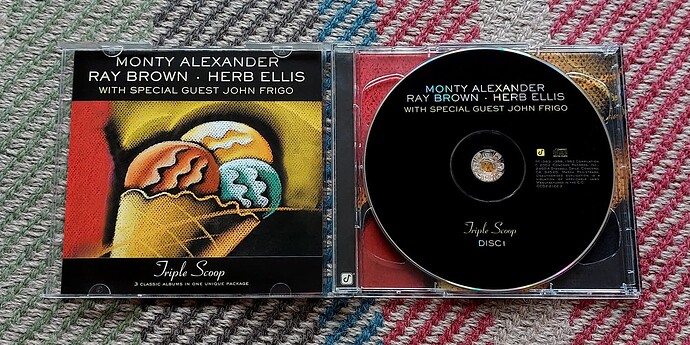 MONTY ALEXANDER
RAY BROWN · HERB ELLIS
WITH SPECIAL GUEST JOHN FRIGO
Triple Scoop
3 CLASSIC ALBUMS IN ONE UNIQUE PACKAGE
MONTY ALEXANDER
RAY BROWN · HERB ELLIS
WITH SPECIAL GUEST JOHN FRIGO
Triple Scoop
DISC 1